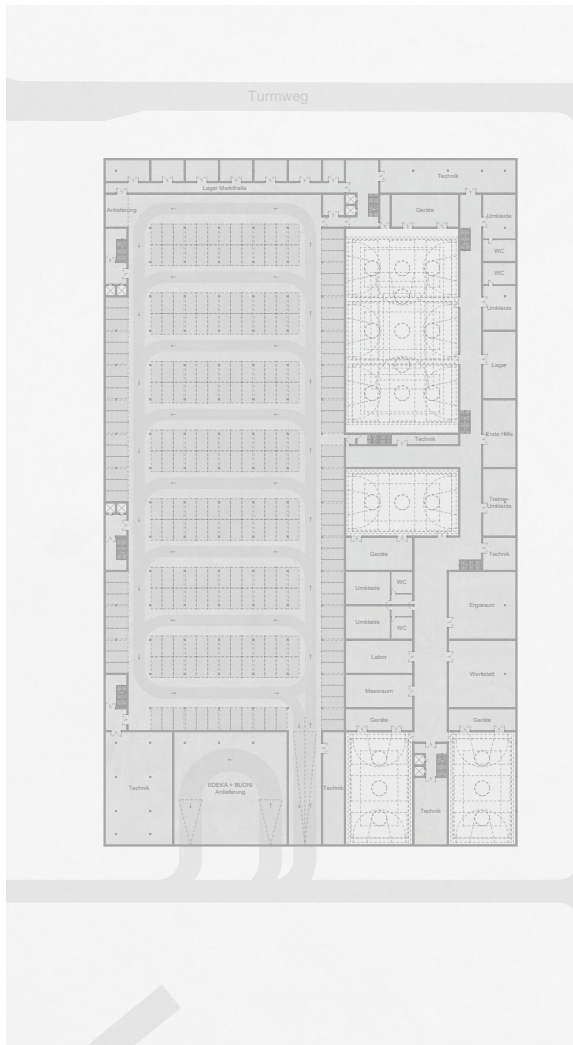 Turmweg
Technik
Lager Markthalle
Anlieferung
Geräte
Umkleide
WC
WC
Umkleide
Lager
Erste Hilfe
Technik
Trainer-
Umkleide
Geräte
Technik
Umkleide
WC
Ergoraum
Umkleide
WC
Labor
Werkstatt
Messraum
Geräte
Geräte
Technik
EDEKA + BUDNI
Anlieferung
Technik
Technik